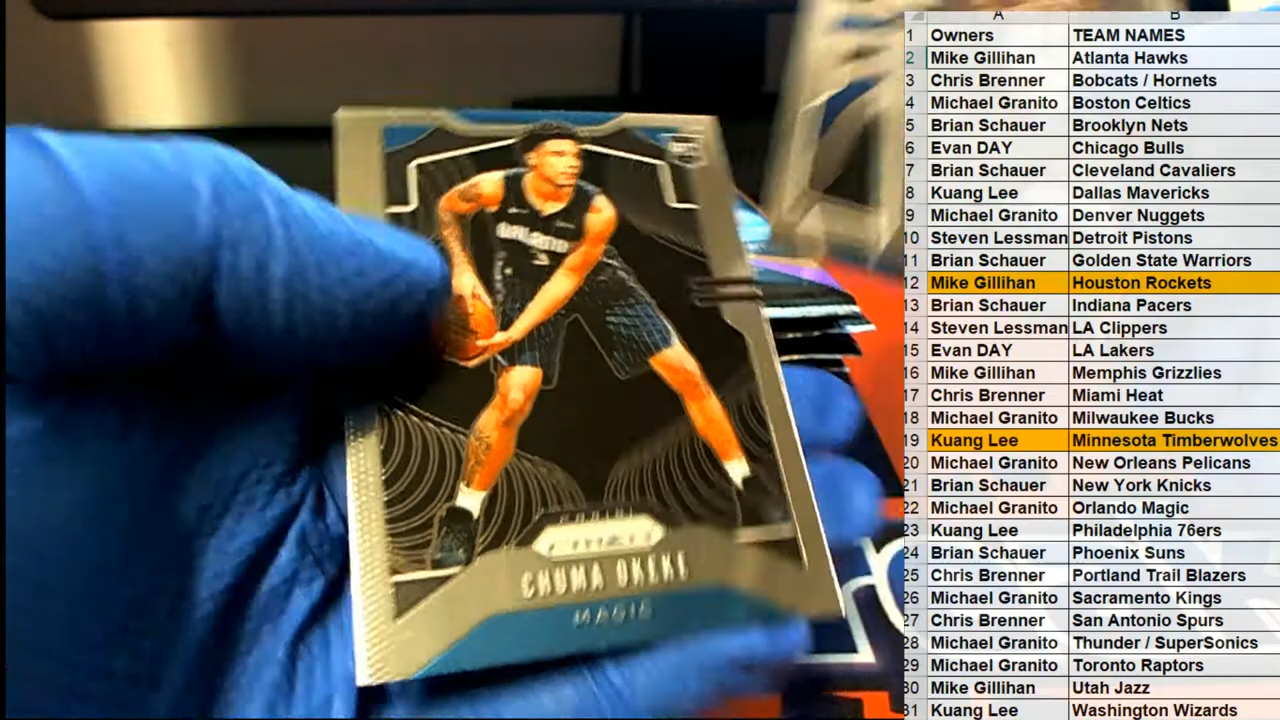 ORLANDO
3
RC
PANINI
PRIZM
CHUMA OKEKE
MAGIC
A B
1 Owners TEAM NAMES
2 Mike Gillihan Atlanta Hawks
3 Chris Brenner Bobcats / Hornets
4 Michael Granito Boston Celtics
5 Brian Schauer Brooklyn Nets
6 Evan DAY Chicago Bulls
7 Brian Schauer Cleveland Cavaliers
8 Kuang Lee Dallas Mavericks
9 Michael Granito Denver Nuggets
10 Steven Lessman Detroit Pistons
11 Brian Schauer Golden State Warriors
12 Mike Gillihan Houston Rockets
13 Brian Schauer Indiana Pacers
14 Steven Lessman LA Clippers
15 Evan DAY LA Lakers
16 Mike Gillihan Memphis Grizzlies
17 Chris Brenner Miami Heat
18 Michael Granito Milwaukee Bucks
19 Kuang Lee Minnesota Timberwolves
20 Michael Granito New Orleans Pelicans
21 Brian Schauer New York Knicks
22 Michael Granito Orlando Magic
23 Kuang Lee Philadelphia 76ers
24 Brian Schauer Phoenix Suns
25 Chris Brenner Portland Trail Blazers
26 Michael Granito Sacramento Kings
27 Chris Brenner San Antonio Spurs
28 Michael Granito Thunder / SuperSonics
29 Michael Granito Toronto Raptors
30 Mike Gillihan Utah Jazz
31 Kuang Lee Washington Wizards